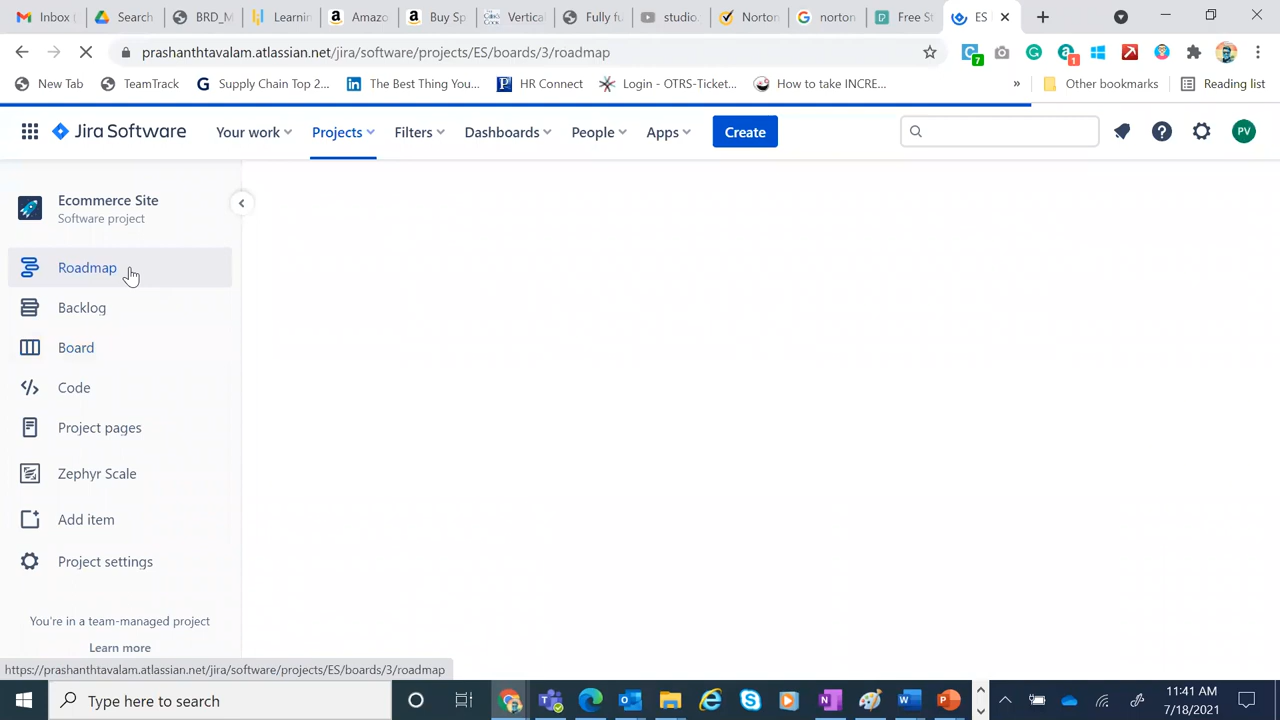 Inbox (
Search
BRD_M
Learnin
Amazo
Buy Sp
Vertica
Fully fu
studio.
Norton
norton
Free St
ES
prashanthtavalam.atlassian.net/jira/software/projects/ES/boards/3/roadmap
7
1
New Tab
TeamTrack
Supply Chain Top 2...
The Best Thing You...
HR Connect
Login - OTRS-Ticket...
How to take INCRE...
»
Other bookmarks
Reading list
Jira Software
Your work
Projects
Filters
Dashboards
People
Apps
Create
PV
Ecommerce Site
Software project
Roadmap
Backlog
Board
Code
Project pages
Zephyr Scale
Add item
Project settings
You're in a team-managed project
Learn more
https://prashanthtavalam.atlassian.net/jira/software/projects/ES/boards/3/roadmap
Type here to search
11:41 AM
7/18/2021